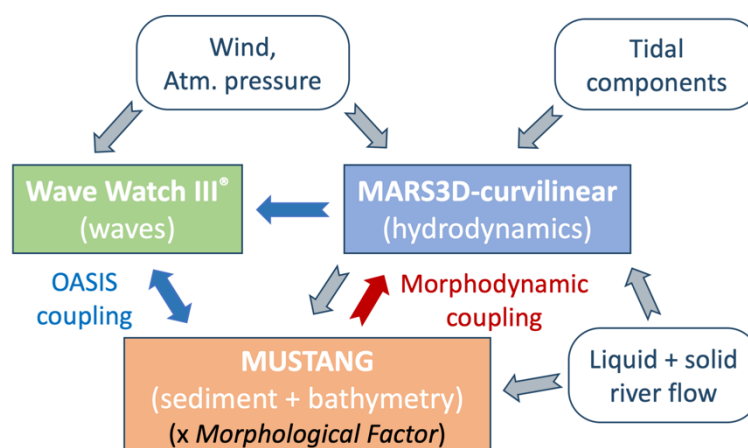 Wind,
Atm. pressure
Tidal
components
Wave Watch III®
(waves)
MARS3D-curvilinear
(hydrodynamics)
OASIS
coupling
Morphodynamic
coupling
MUSTANG
(sediment + bathymetry)
(x Morphological Factor)
Liquid + solid
river flow